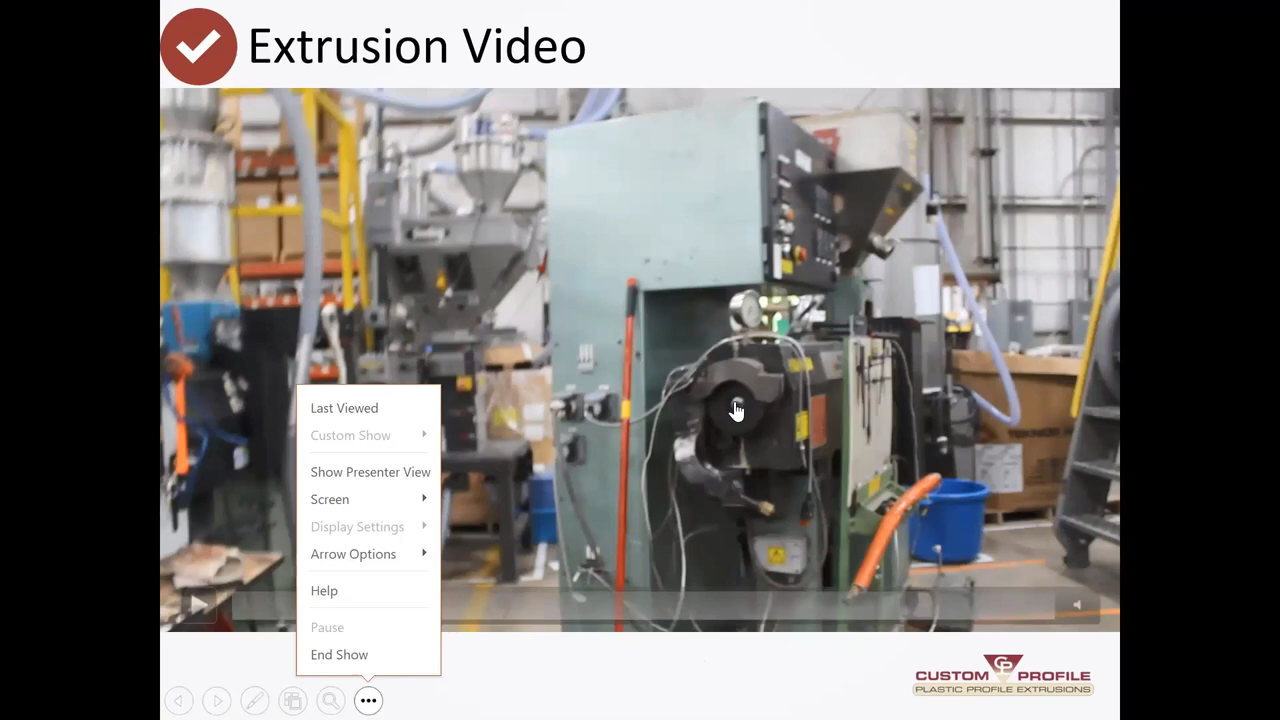 Extrusion Video
Last Viewed
Custom Show
Show Presenter View
Screen
Display Settings
Arrow Options
Help
Pause
End Show
CP
CUSTOM PROFILE
PLASTIC PROFILE EXTRUSIONS